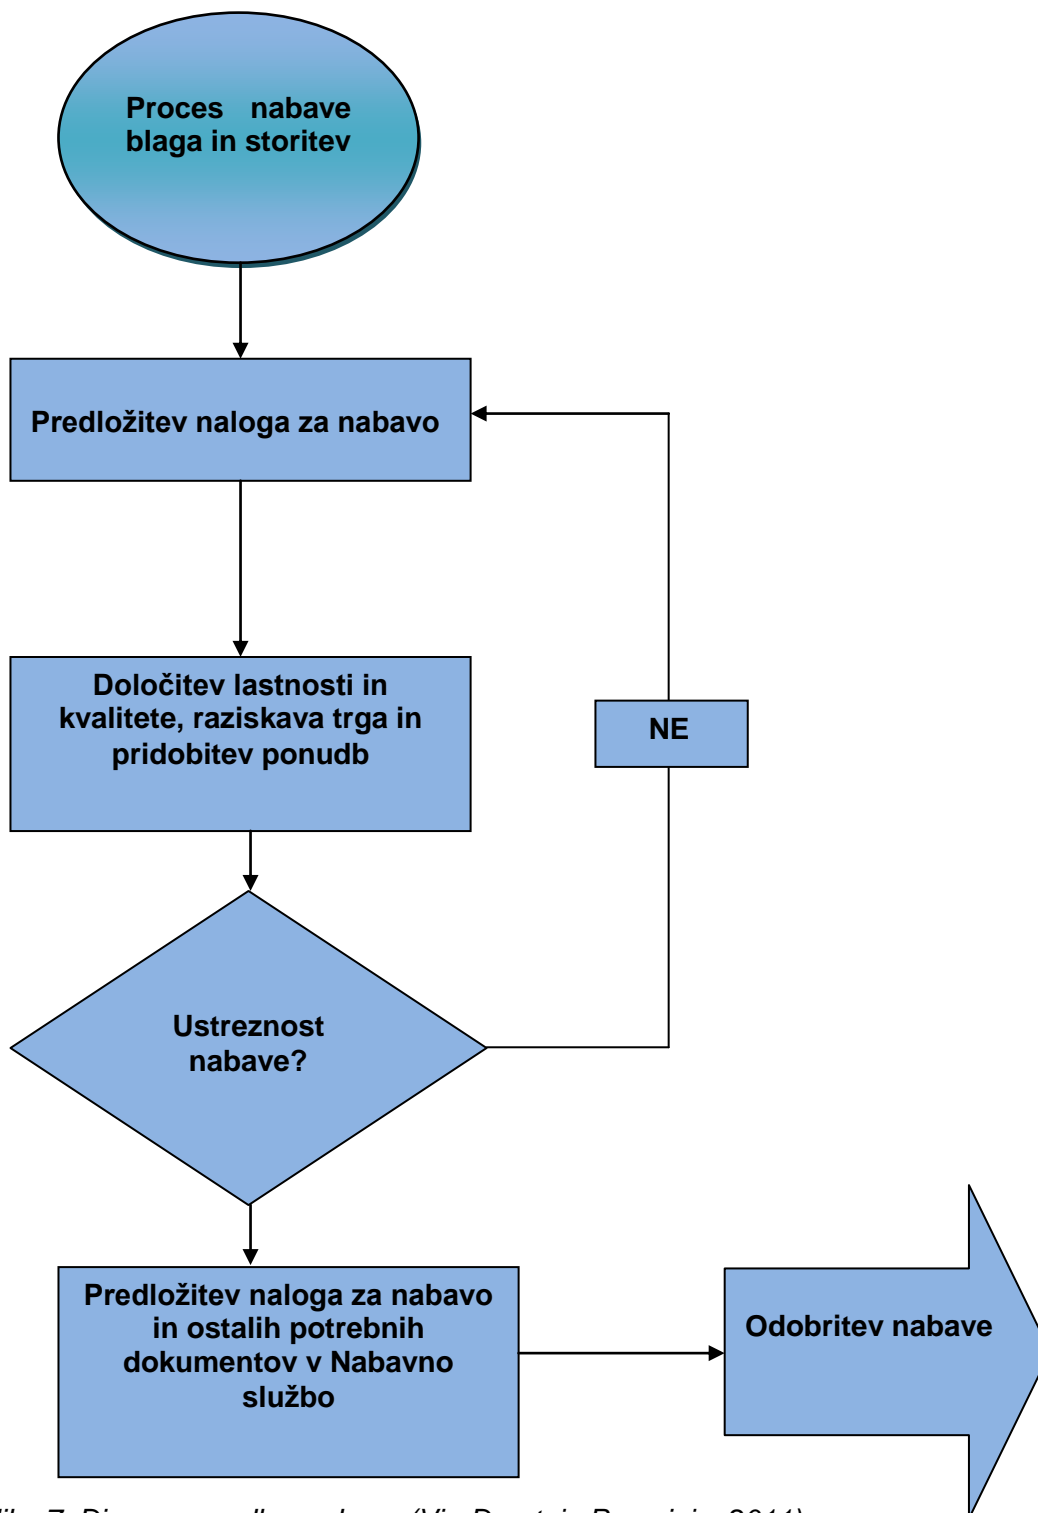 Proces nabave
blaga in storitev
Predložitev naloga za nabavo
Določitev lastnosti in
kvalitete, raziskava trga in
pridobitev ponudb
NE
Ustreznost
nabave?
Predložitev naloga za nabavo
in ostalih potrebnih
dokumentov v Nabavno
službo
Odobritev nabave